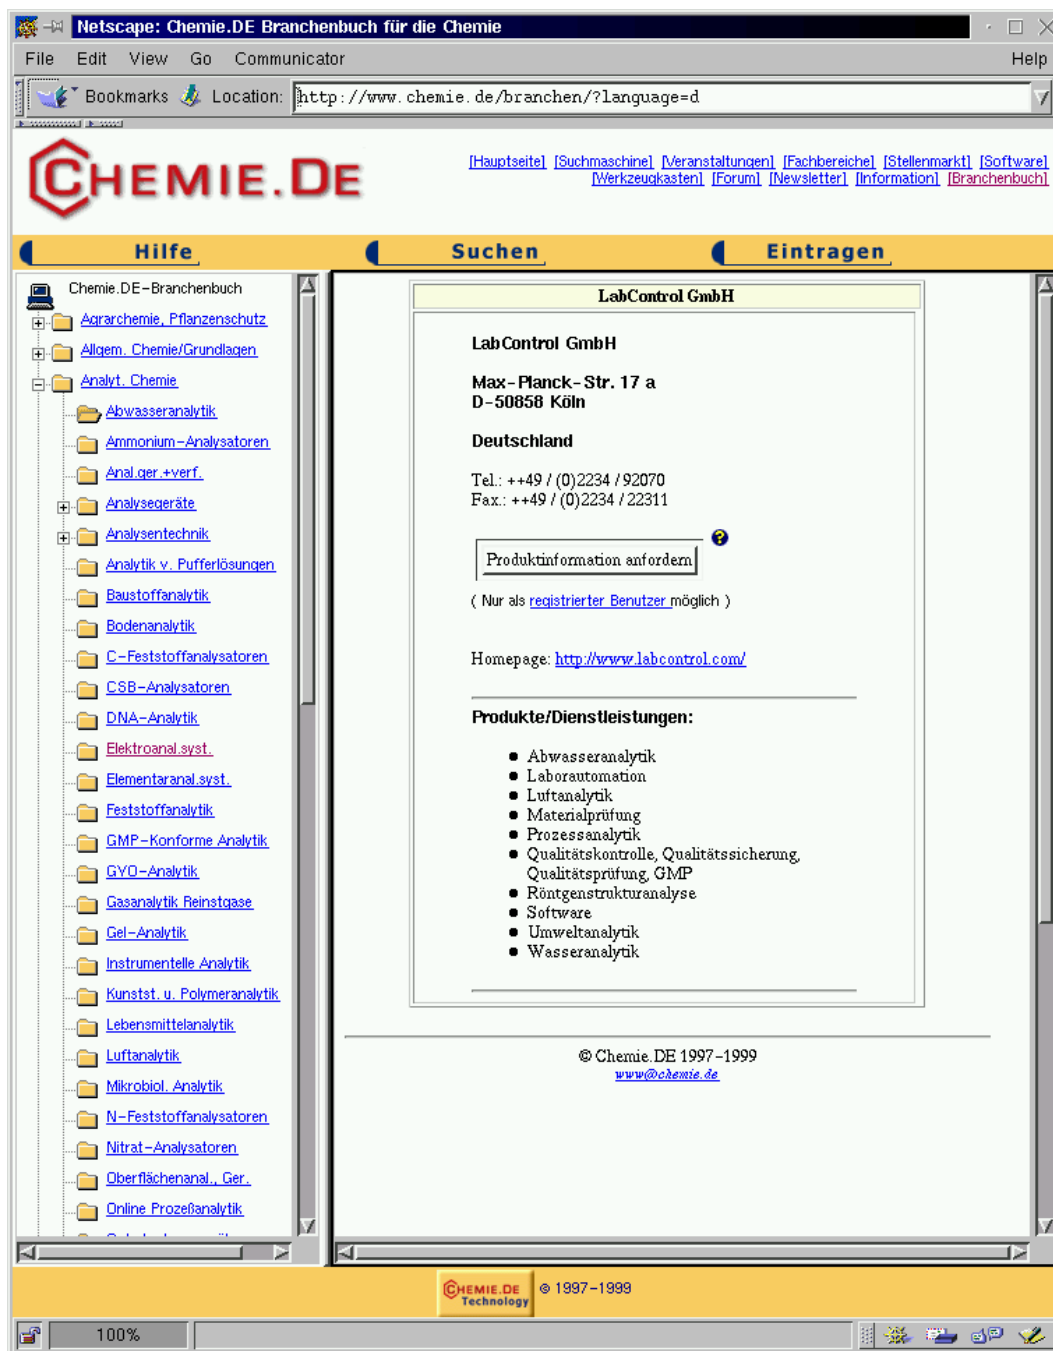 Netscape: Chemie.DE Branchenbuch für die Chemie
File Edit View Go Communicator Help
Bookmarks Location: http://www.chemie.de/branchen/?language=d
CHEMIE.DE
[Hauptseite] [Suchmaschine] [Veranstaltungen] [Fachbereiche] [Stellenmarkt] [Software]
[Werkzeugkasten] [Forum] [Newsletter] [Information] [Branchenbuch]
Hilfe Suchen Eintragen
Chemie.DE-Branchenbuch
Agrarchemie, Pflanzenschutz
Allgem. Chemie/Grundlagen
Analyt. Chemie
Abwasseranalytik
Ammonium-Analysatoren
Anal.ger.+verf.
Analysegeräte
Analysentechnik
Analytik v. Pufferlösungen
Baustoffanalytik
Bodenanalytik
C-Feststoffanalysatoren
CSB-Analysatoren
DNA-Analytik
Elektroanal.syst.
Elementaranal.syst.
Feststoffanalytik
GMP-Konforme Analytik
GVO-Analytik
Gasanalytik Reinstgase
Gel-Analytik
Instrumentelle Analytik
Kunstst. u. Polymeranalytik
Lebensmittelanalytik
Luftanalytik
Mikrobiol. Analytik
N-Feststoffanalysatoren
Nitrat-Analysatoren
Oberflächenanal., Ger.
Online Prozeßanalytik
LabControl GmbH
LabControl GmbH
Max-Planck-Str. 17 a
D-50858 Köln
Deutschland
Tel.: ++49 / (0)2234 / 92070
Fax.: ++49 / (0)2234 / 22311
Produktinformation anfordern
( Nur als registrierter Benutzer möglich )
Homepage: http://www.labcontrol.com/
Produkte/Dienstleistungen:
Abwasseranalytik
Laborautomation
Luftanalytik
Materialprüfung
Prozessanalytik
Qualitätskontrolle, Qualitätssicherung,
Qualitätsprüfung, GMP
Röntgenstrukturanalyse
Software
Umweltanalytik
Wasseranalytik
© Chemie.DE 1997-1999
www@chemie.de
CHEMIE.DE
Technology
© 1997-1999
100%